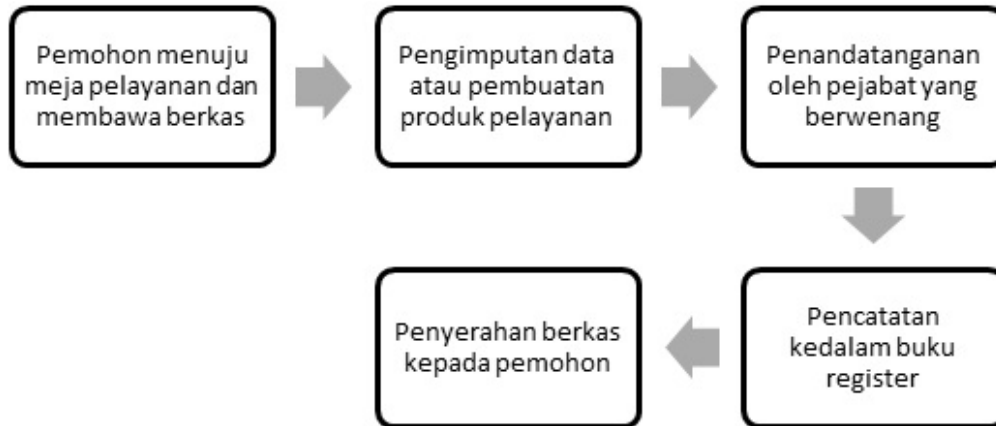 Pemohon menuju
meja pelayanan dan
membawa berkas
Pengimputan data
atau pembuatan
produk pelayanan
Penandatanganan
oleh pejabat yang
berwenang
Pencatatan
kedalam buku
register
Penyerahan berkas
kepada pemohon